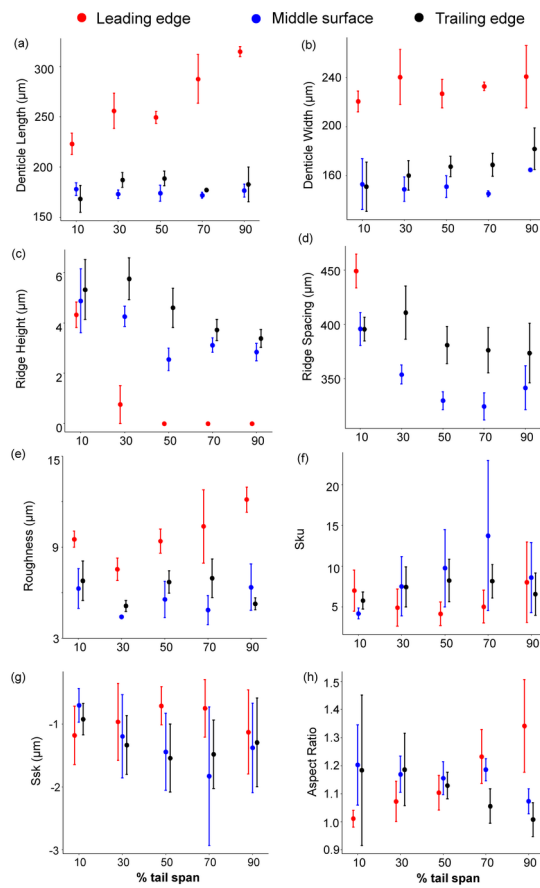 Leading edge Middle surface Trailing edge
(a)
Denticle Length (µm)
300
250
200
150
10 30 50 70 90
(b)
Denticle Width (µm)
240
200
160
10 30 50 70 90
(c)
Ridge Height (µm)
6
4
2
0
10 30 50 70 90
(d)
Ridge Spacing (µm)
450
400
350
10 30 50 70 90
(e)
Roughness (µm)
15
9
3
10 30 50 70 90
(f)
Sku
20
15
10
5
10 30 50 70 90
(g)
Ssk (µm)
-1
-2
-3
10 30 50 70 90
% tail span
(h)
Aspect Ratio
1.5
1.4
1.3
1.2
1.1
1.0
0.9
10 30 50 70 90
% tail span